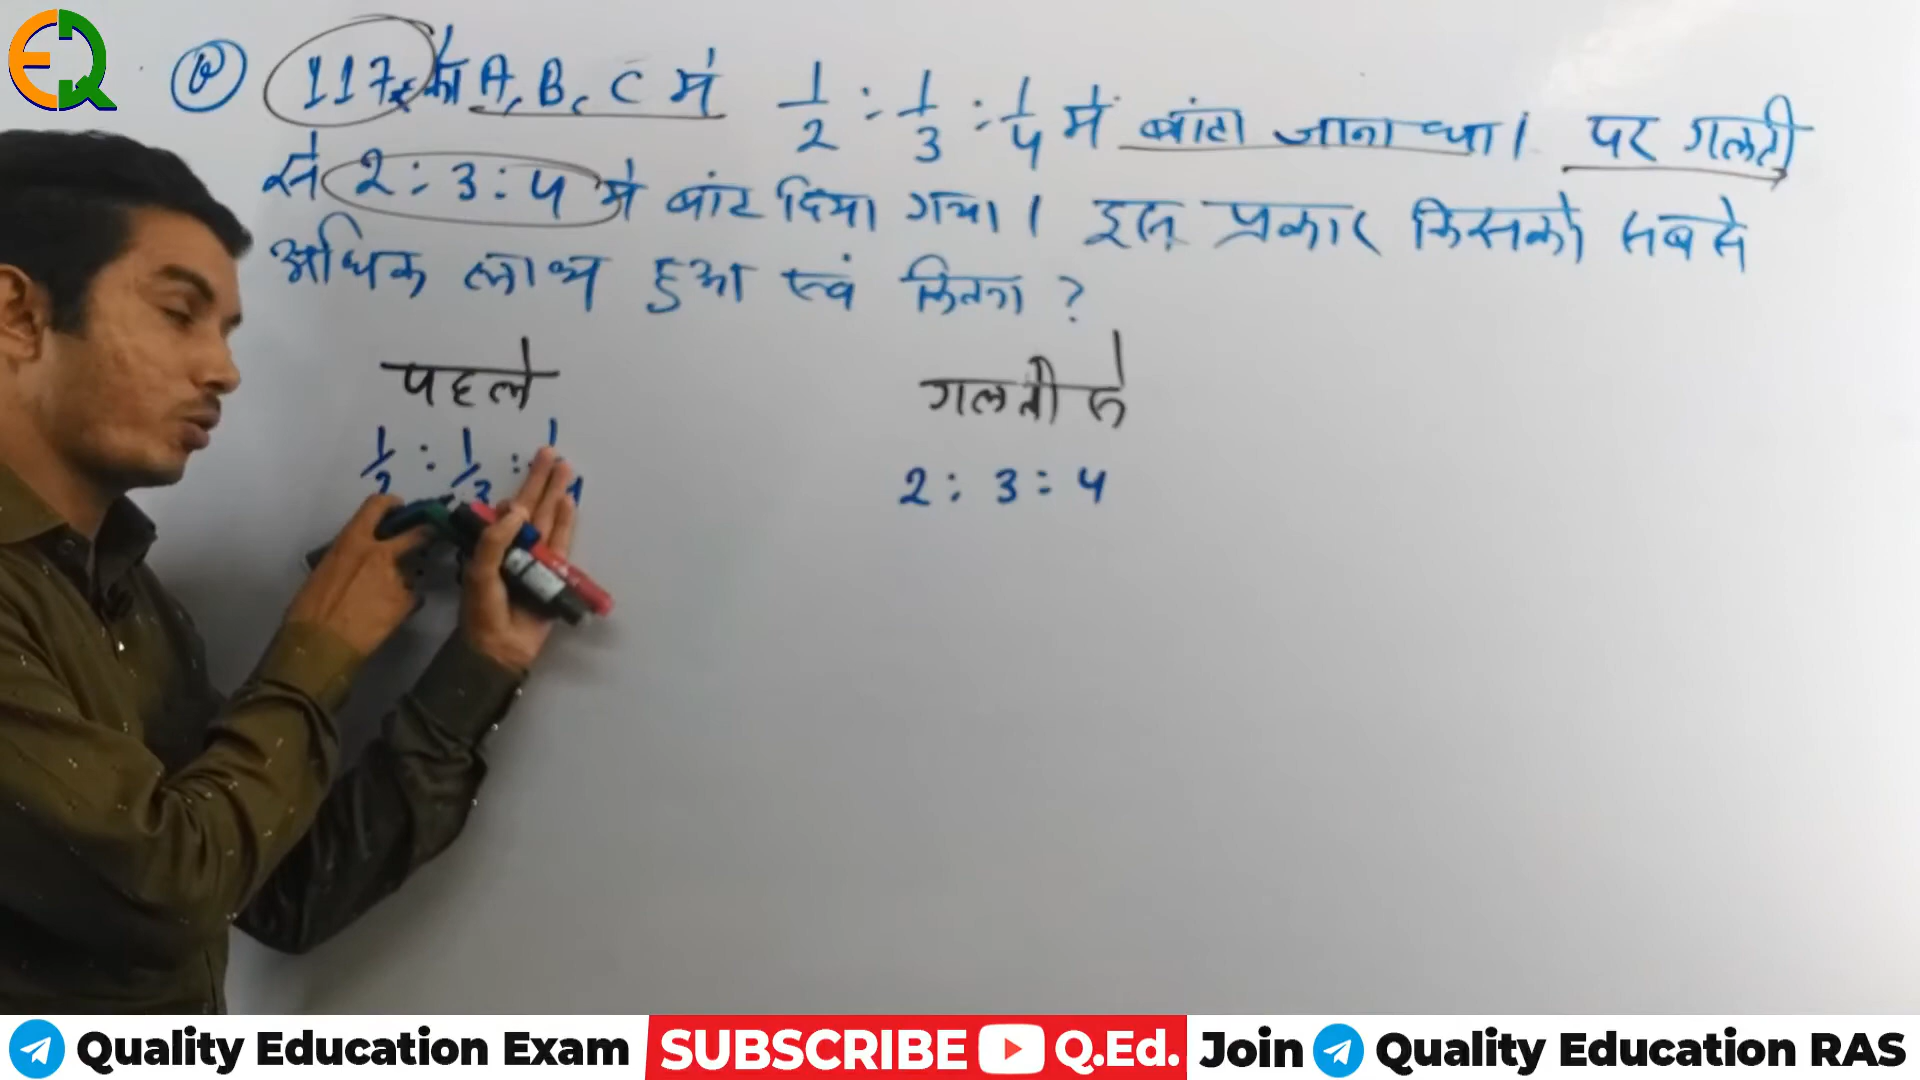 EQ
117₹ को A, B, C में 1/2 : 1/3 : 1/4 में बांटा जाना था। पर गलती
से 2 : 3 : 4 में बांट दिया गया। इस प्रकार किसको सबसे
अधिक लाभ हुआ एवं कितना ?
पहले
गलती से
1/2 : 1/3 : 1/4
2 : 3 : 4
Quality Education Exam SUBSCRIBE Q.Ed. Join Quality Education RAS